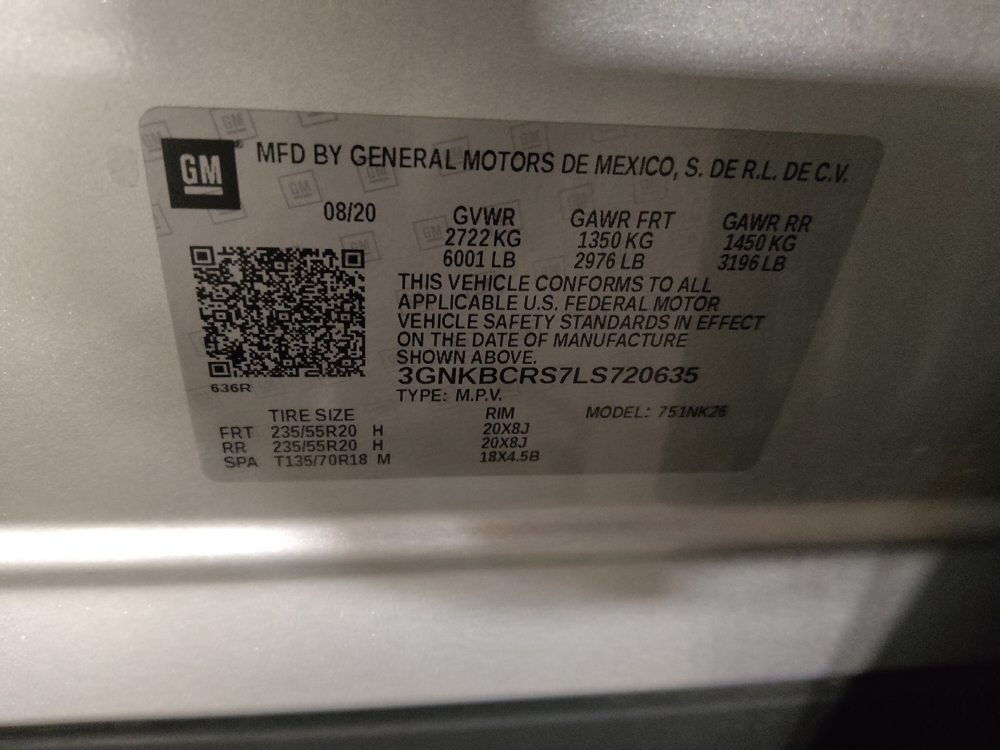 GM
MFD BY GENERAL MOTORS DE MEXICO, S. DE R.L. DE C.V.
08/20 GVWR GAWR FRT GAWR RR
2722 KG 1350 KG 1450 KG
6001 LB 2976 LB 3196 LB
THIS VEHICLE CONFORMS TO ALL
APPLICABLE U.S. FEDERAL MOTOR
VEHICLE SAFETY STANDARDS IN EFFECT
ON THE DATE OF MANUFACTURE
SHOWN ABOVE.
3GNKBCRS7LS720635
636R
TYPE: M.P.V.
TIRE SIZE RIM MODEL: 751NK26
FRT 235/55R20 H 20X8J
RR 235/55R20 H 20X8J
SPA T135/70R18 M 18X4.5B